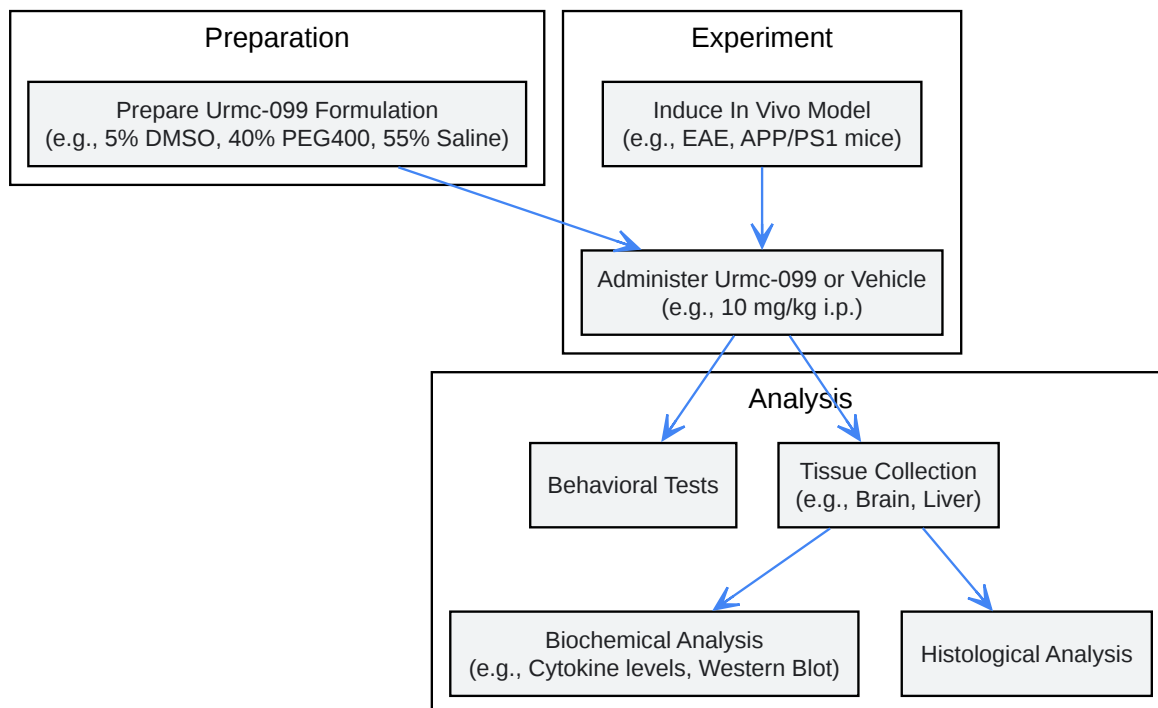 Preparation
Prepare Urmc-099 Formulation
(e.g., 5% DMSO, 40% PEG400, 55% Saline)
Experiment
Induce In Vivo Model
(e.g., EAE, APP/PS1 mice)
Administer Urmc-099 or Vehicle
(e.g., 10 mg/kg i.p.)
Analysis
Behavioral Tests
Tissue Collection
(e.g., Brain, Liver)
Biochemical Analysis
(e.g., Cytokine levels, Western Blot)
Histological Analysis